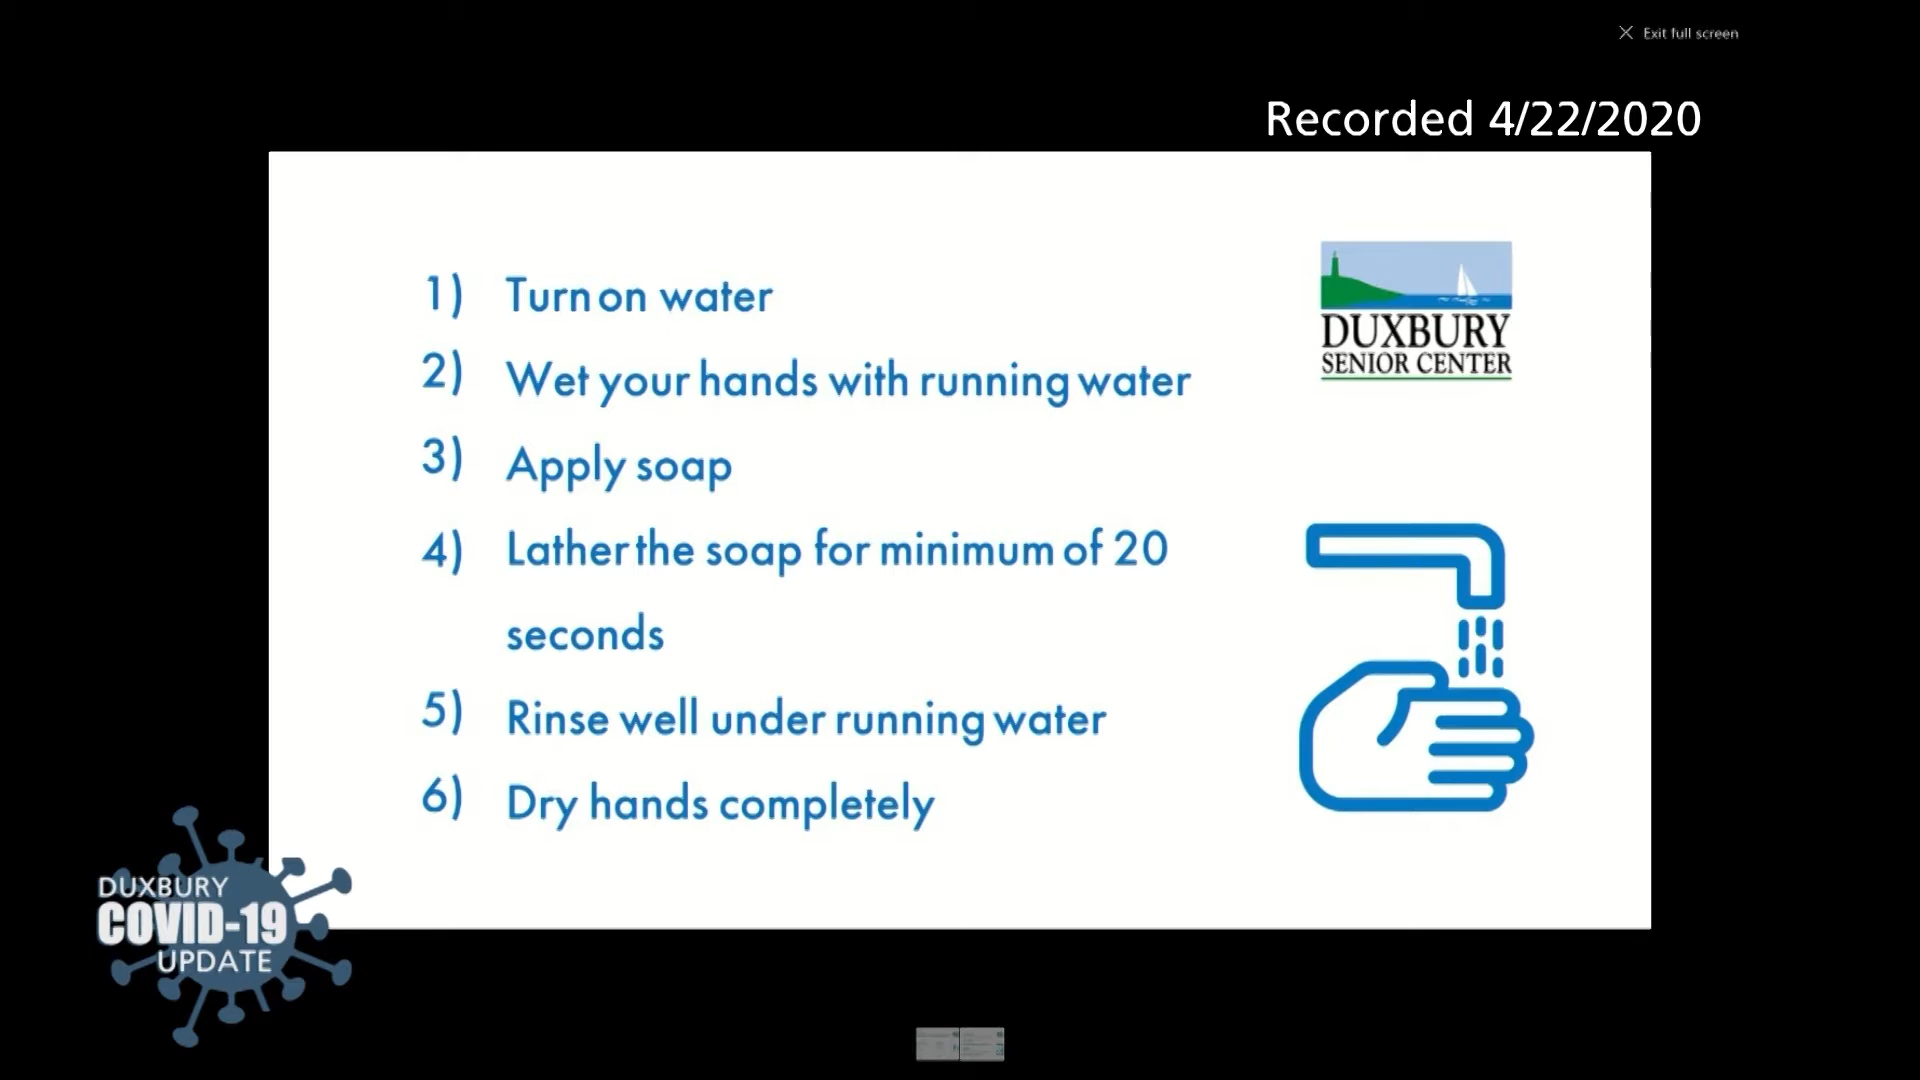 Exit full screen
Recorded 4/22/2020
DUXBURY
SENIOR CENTER
1) Turn on water
2) Wet your hands with running water
3) Apply soap
4) Lather the soap for minimum of 20
seconds
5) Rinse well under running water
6) Dry hands completely
DUXBURY
COVID-19
UPDATE